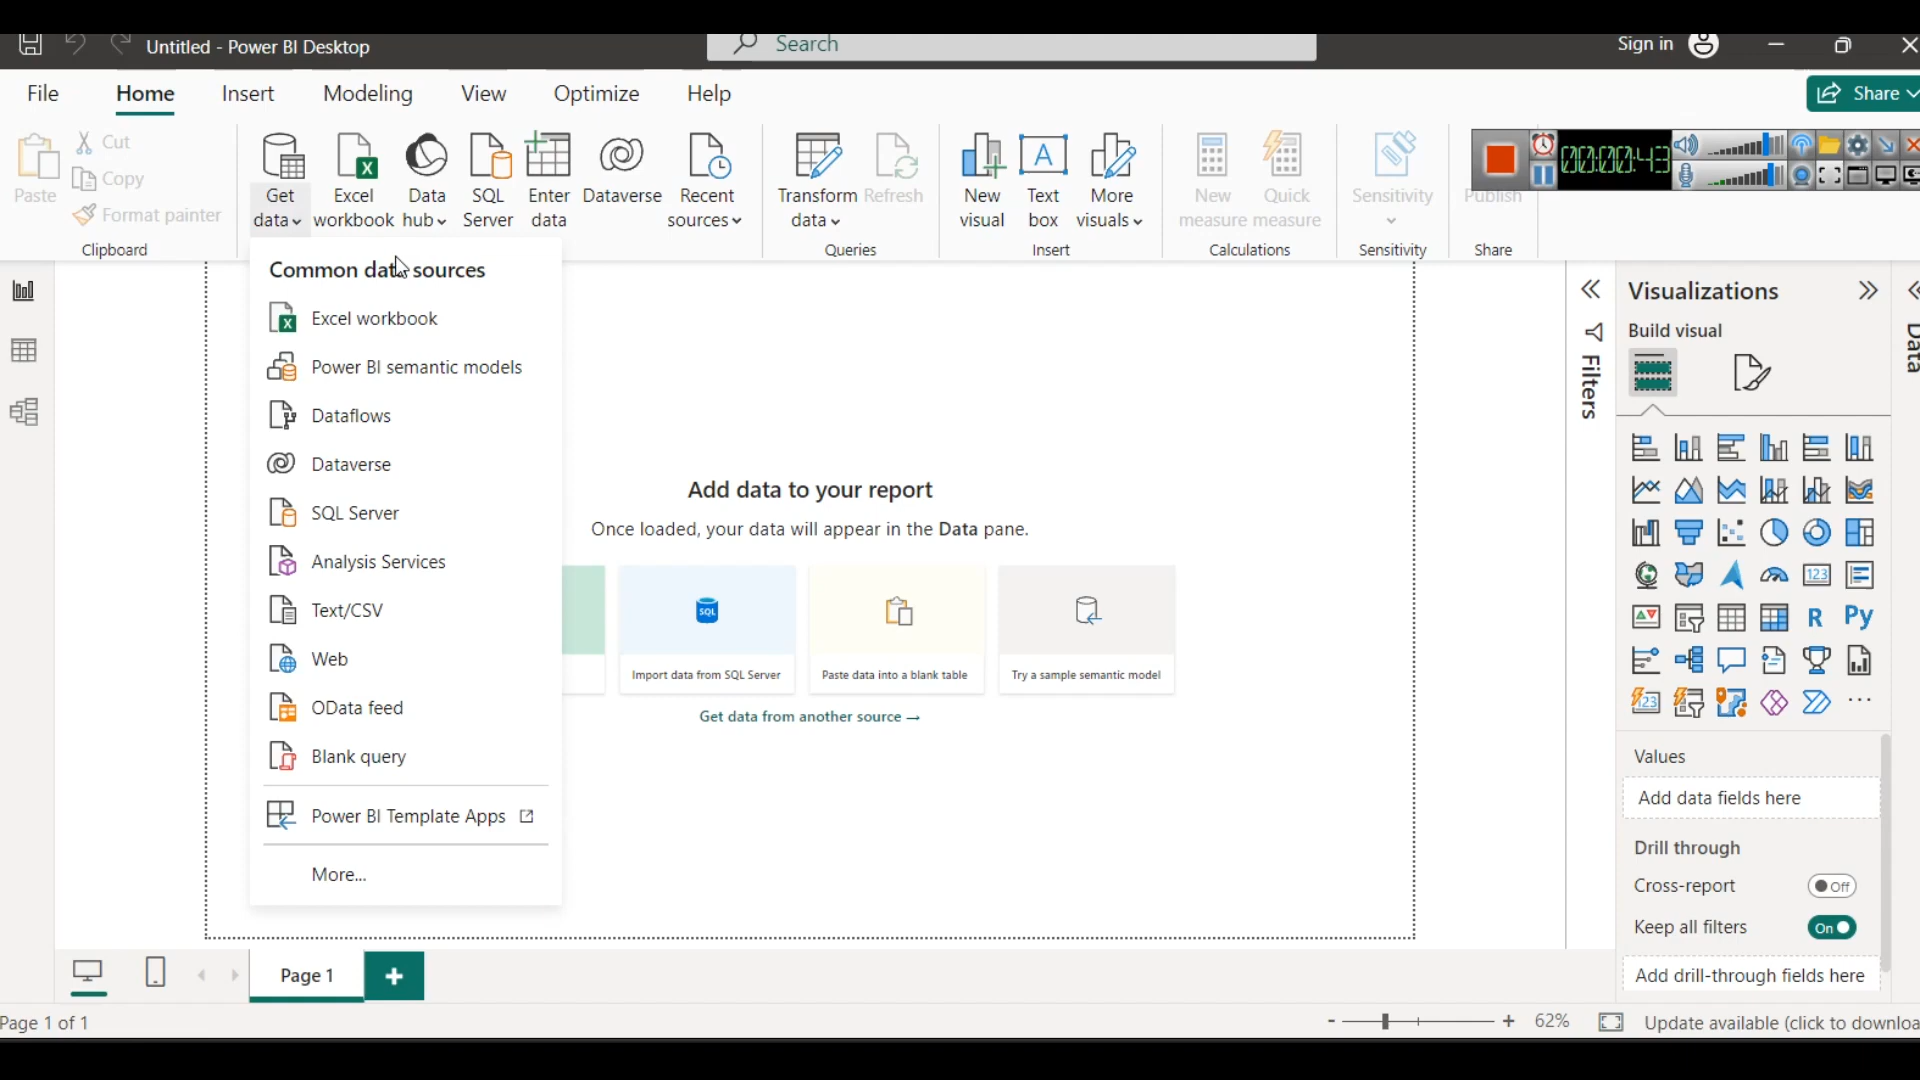 Untitled - Power BI Desktop
Search
Sign in
File
Home
Insert
Modeling
View
Optimize
Help
Share
Paste
Cut
Copy
Format painter
Clipboard
Get data
Excel workbook
Data hub
SQL Server
Enter data
Dataverse
Recent sources
Transform data
Refresh
Queries
New visual
Text box
More visuals
Insert
New measure
Quick measure
Calculations
Sensitivity
Sensitivity
Publish
Share
00:00:43
Common data sources
Excel workbook
Power BI semantic models
Dataflows
Dataverse
SQL Server
Analysis Services
Text/CSV
Web
OData feed
Blank query
Power BI Template Apps
More...
Add data to your report
Once loaded, your data will appear in the Data pane.
SQL
Import data from SQL Server
Paste data into a blank table
Try a sample semantic model
Get data from another source →
Filters
Visualizations
Build visual
123
R
Py
123
Values
Add data fields here
Drill through
Cross-report
Off
Keep all filters
On
Add drill-through fields here
Data
Page 1
Page 1 of 1
- + 62%
Update available (click to downloa